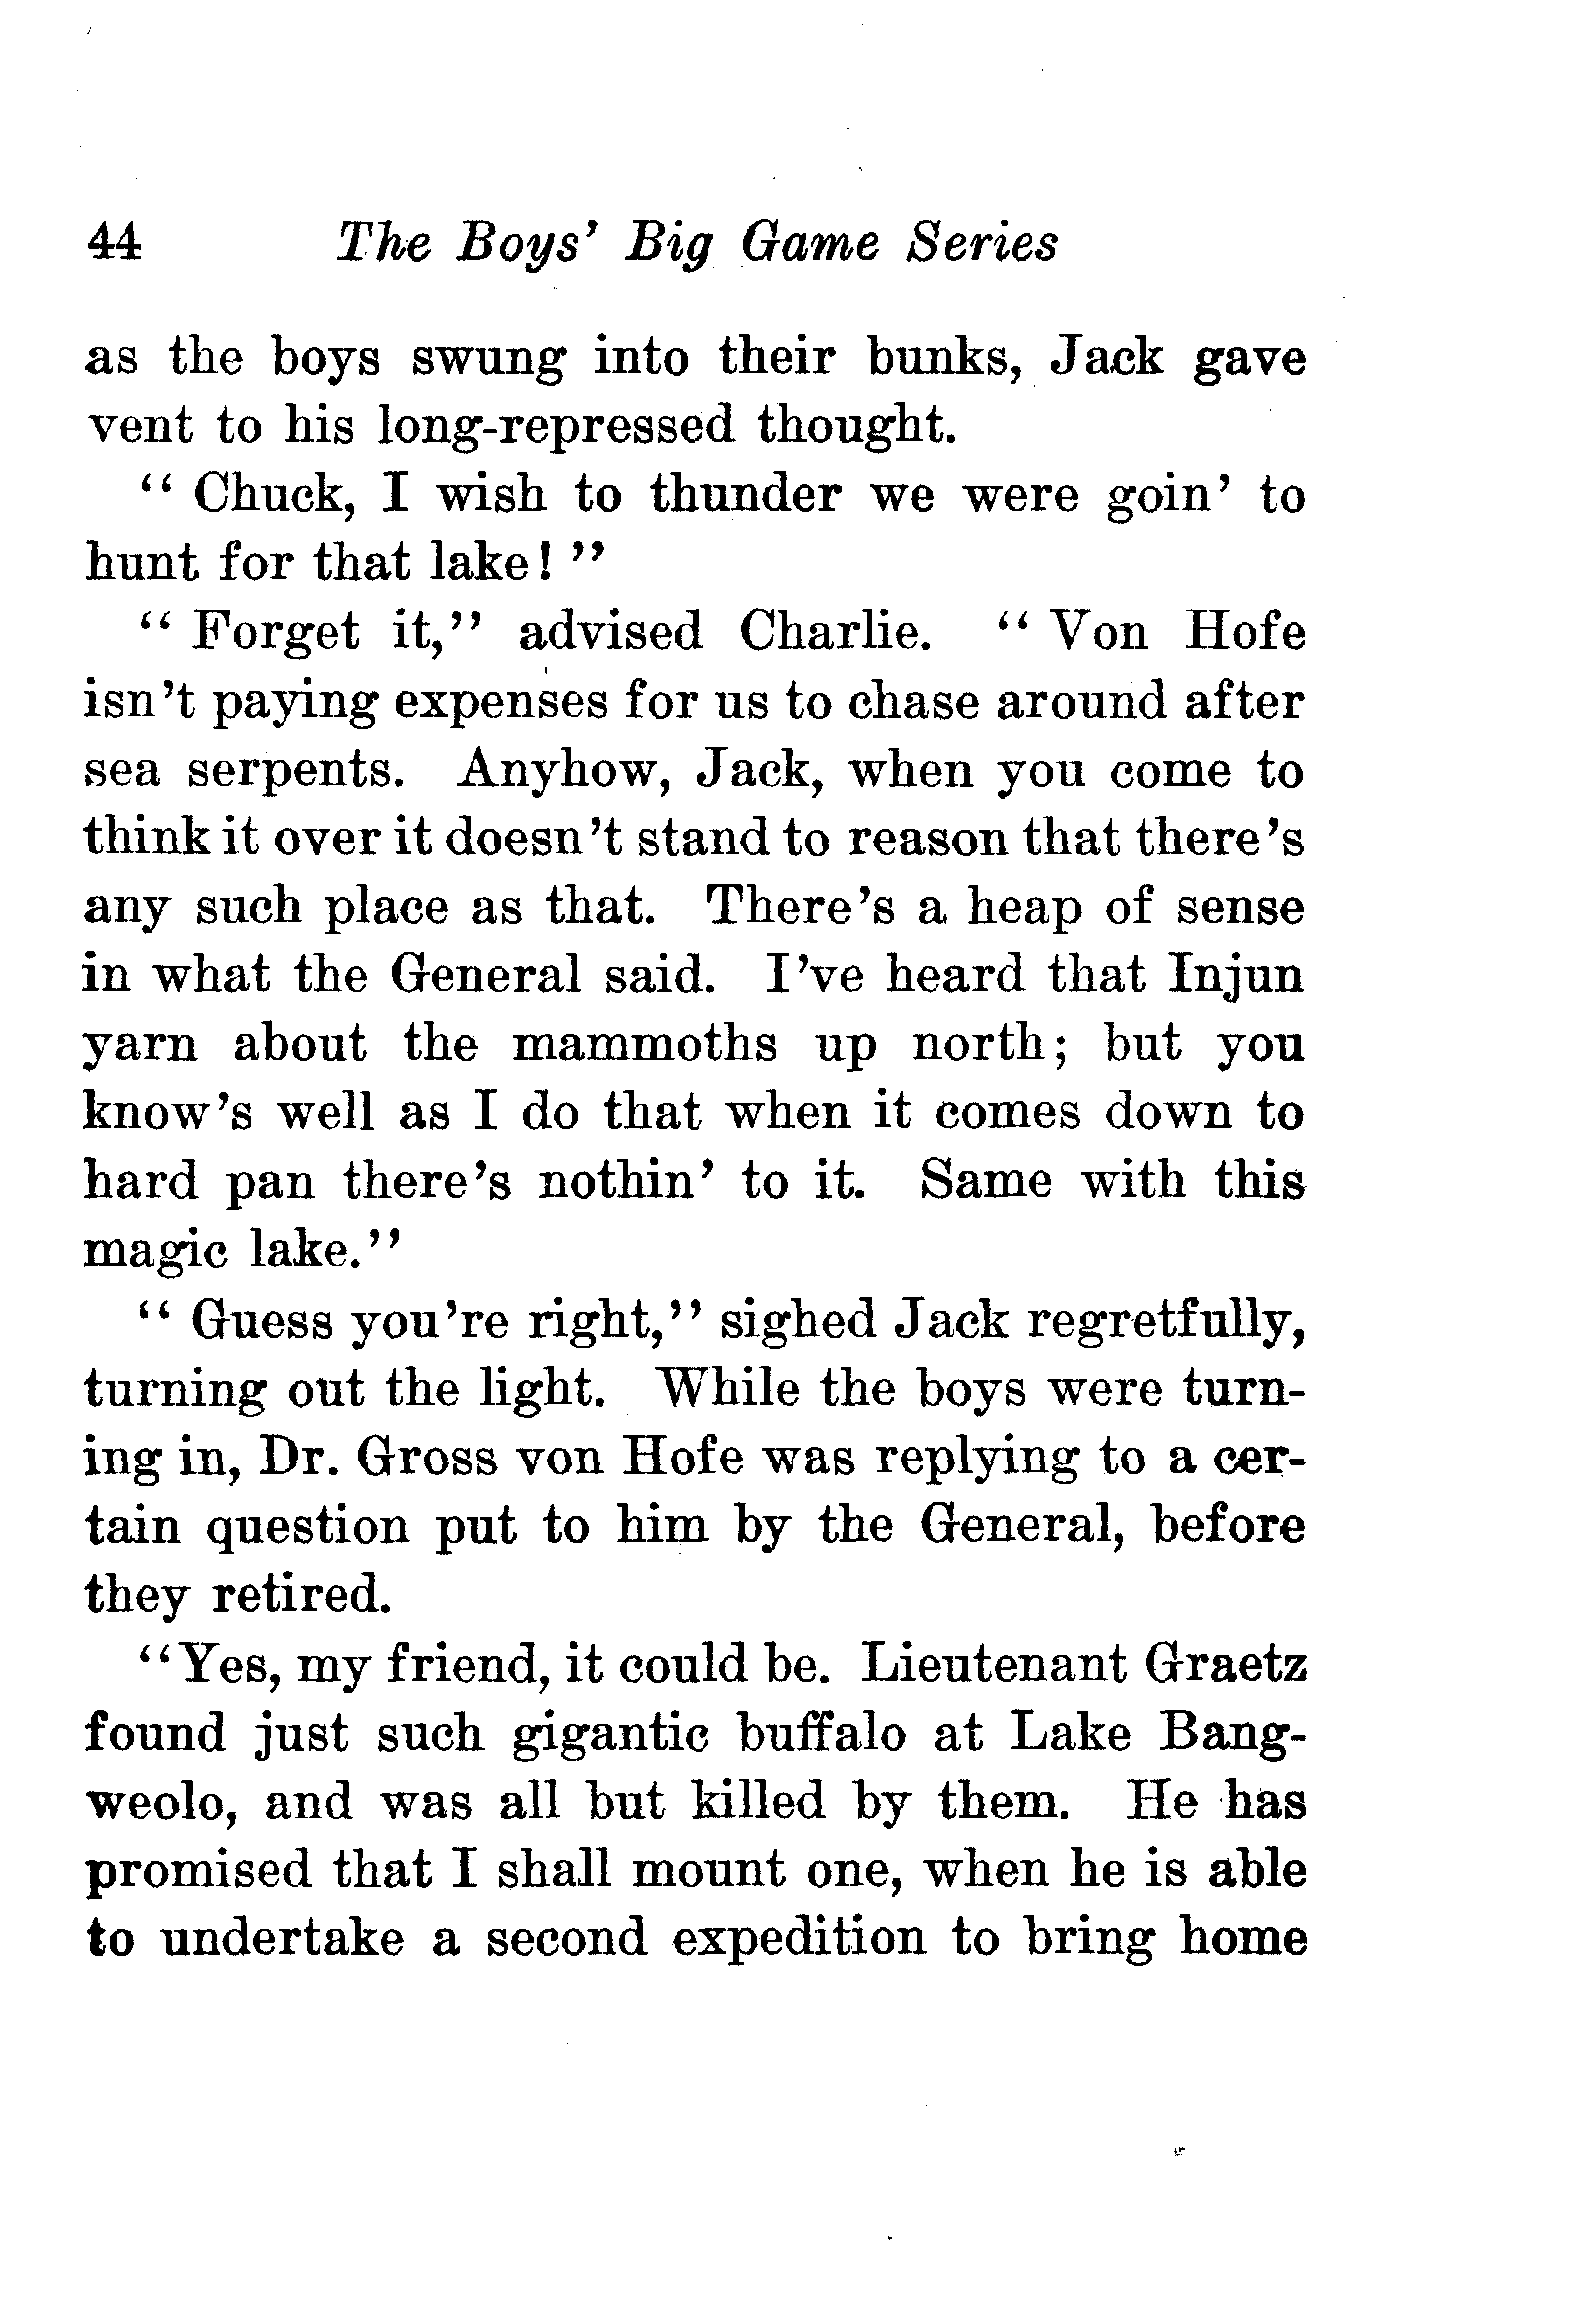 44 The Boys' Big Game Series
as the boys swung into their bunks, Jack gave
vent to his long-repressed thought.
“ Chuck, I wish to thunder we were goin’ to
hunt for that lake! ”
“ Forget it,” advised Charlie. “ Von Hofe
isn’t paying expenses for us to chase around after
sea serpents. Anyhow, Jack, when you come to
think it over it doesn’t stand to reason that there’s
any such place as that. There’s a heap of sense
in what the General said. I’ve heard that Injun
yarn about the mammoths up north; but you
know’s well as I do that when it comes down to
hard pan there’s nothin’ to it. Same with this
magic lake.”
“ Guess you’re right,” sighed Jack regretfully,
turning out the light. While the boys were turn-
ing in, Dr. Gross von Hofe was replying to a cer-
tain question put to him by the General, before
they retired.
“Yes, my friend, it could be. Lieutenant Graetz
found just such gigantic buffalo at Lake Bang-
weolo, and was all but killed by them. He has
promised that I shall mount one, when he is able
to undertake a second expedition to bring home